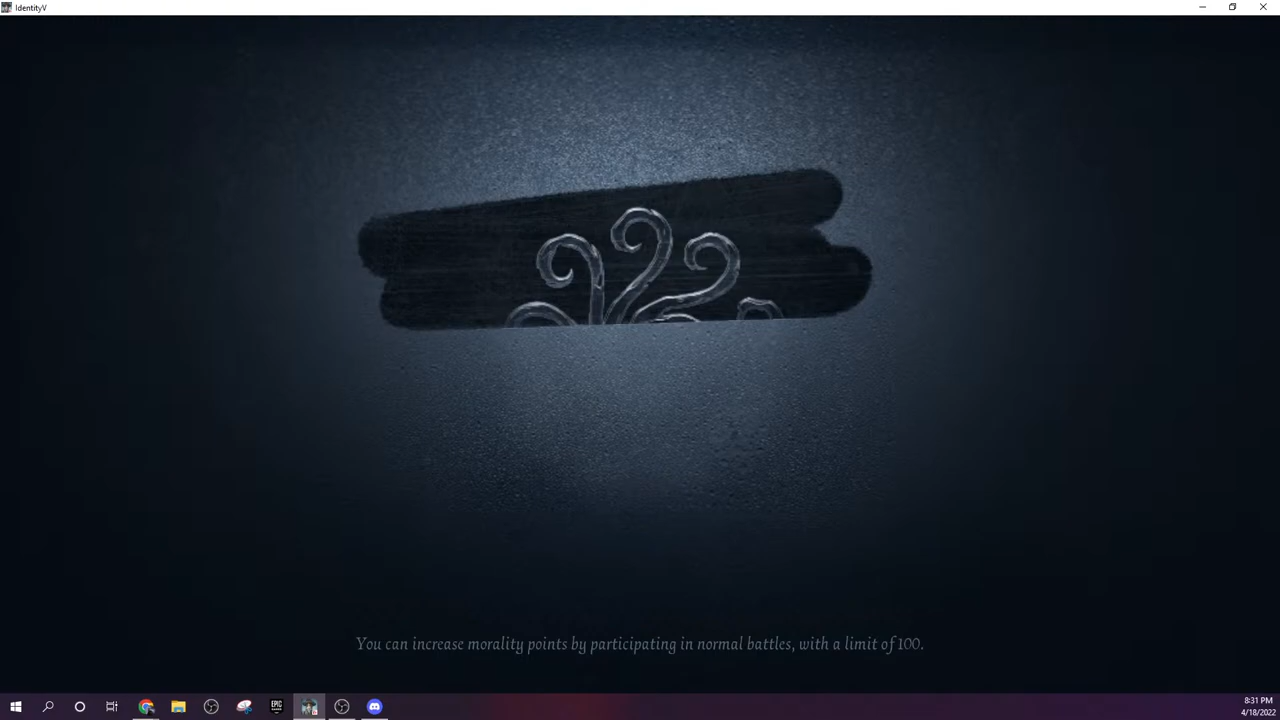 IdentityV
You can increase morality points by participating in normal battles, with a limit of 100.
EPIC
8:31 PM
4/18/2022